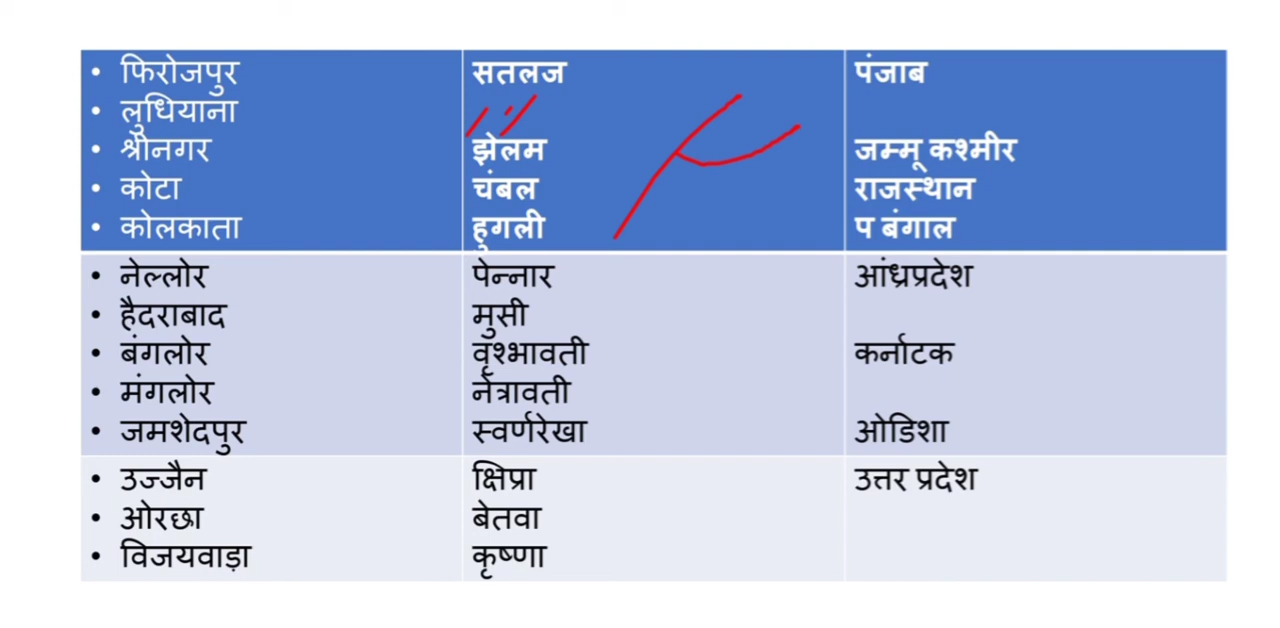 • फिरोजपुर सतलज पंजाब
• लुधियाना ,,
• श्रीनगर झेलम जम्मू कश्मीर
• कोटा चंबल राजस्थान
• कोलकाता हुगली प बंगाल
• नेल्लोर पेन्नार आंध्रप्रदेश
• हैदराबाद मुसी
• बंगलोर वृश्भावती कर्नाटक
• मंगलोर नेत्रावती
• जमशेदपुर स्वर्णरेखा ओडिशा
• उज्जैन क्षिप्रा उत्तर प्रदेश
• ओरछा बेतवा
• विजयवाड़ा कृष्णा